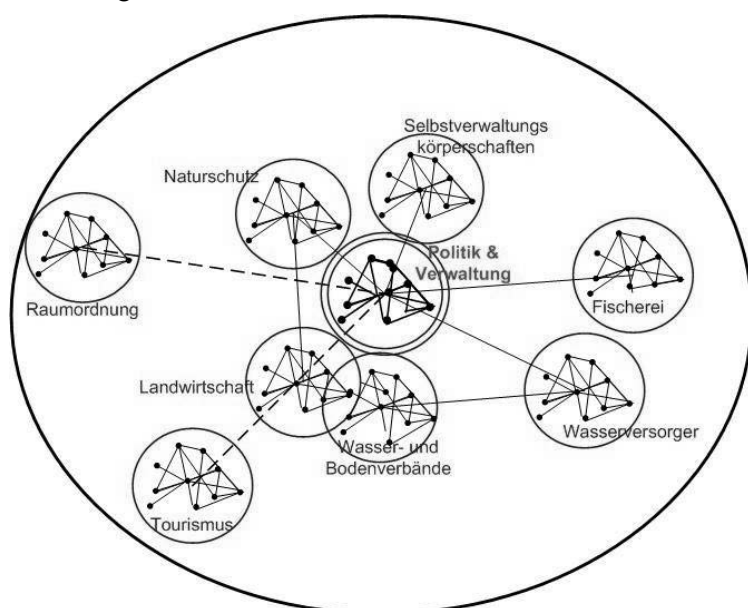 Selbstverwaltungs
körperschaften
Naturschutz
Politik &
Verwaltung
Raumordnung
Fischerei
Landwirtschaft
Wasserversorger
Wasser- und
Bodenverbände
Tourismus